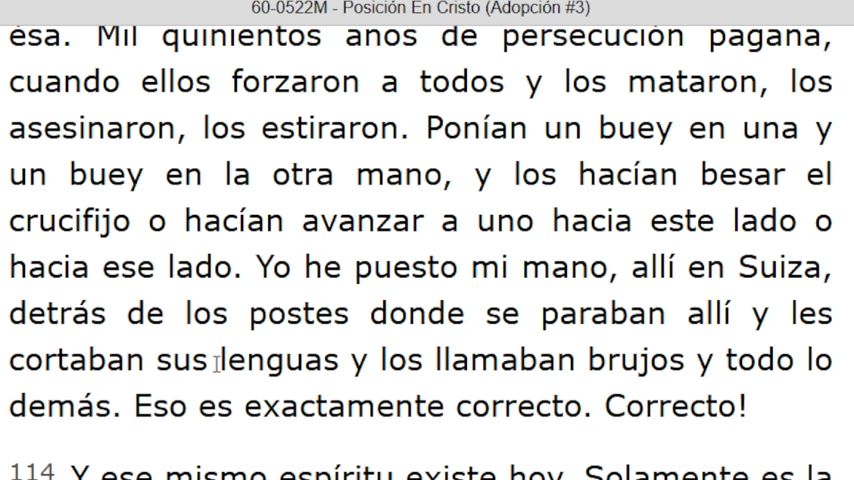 60-0522M - Posición En Cristo (Adopción #3)
ésa. Mil quinientos años de persecución pagana,
cuando ellos forzaron a todos y los mataron, los
asesinaron, los estiraron. Ponían un buey en una y
un buey en la otra mano, y los hacían besar el
crucifijo o hacían avanzar a uno hacia este lado o
hacia ese lado. Yo he puesto mi mano, allí en Suiza,
detrás de los postes donde se paraban allí y les
cortaban sus lenguas y los llamaban brujos y todo lo
demás. Eso es exactamente correcto. Correcto!
114 Y ese mismo espíritu existe hoy. Solamente es la